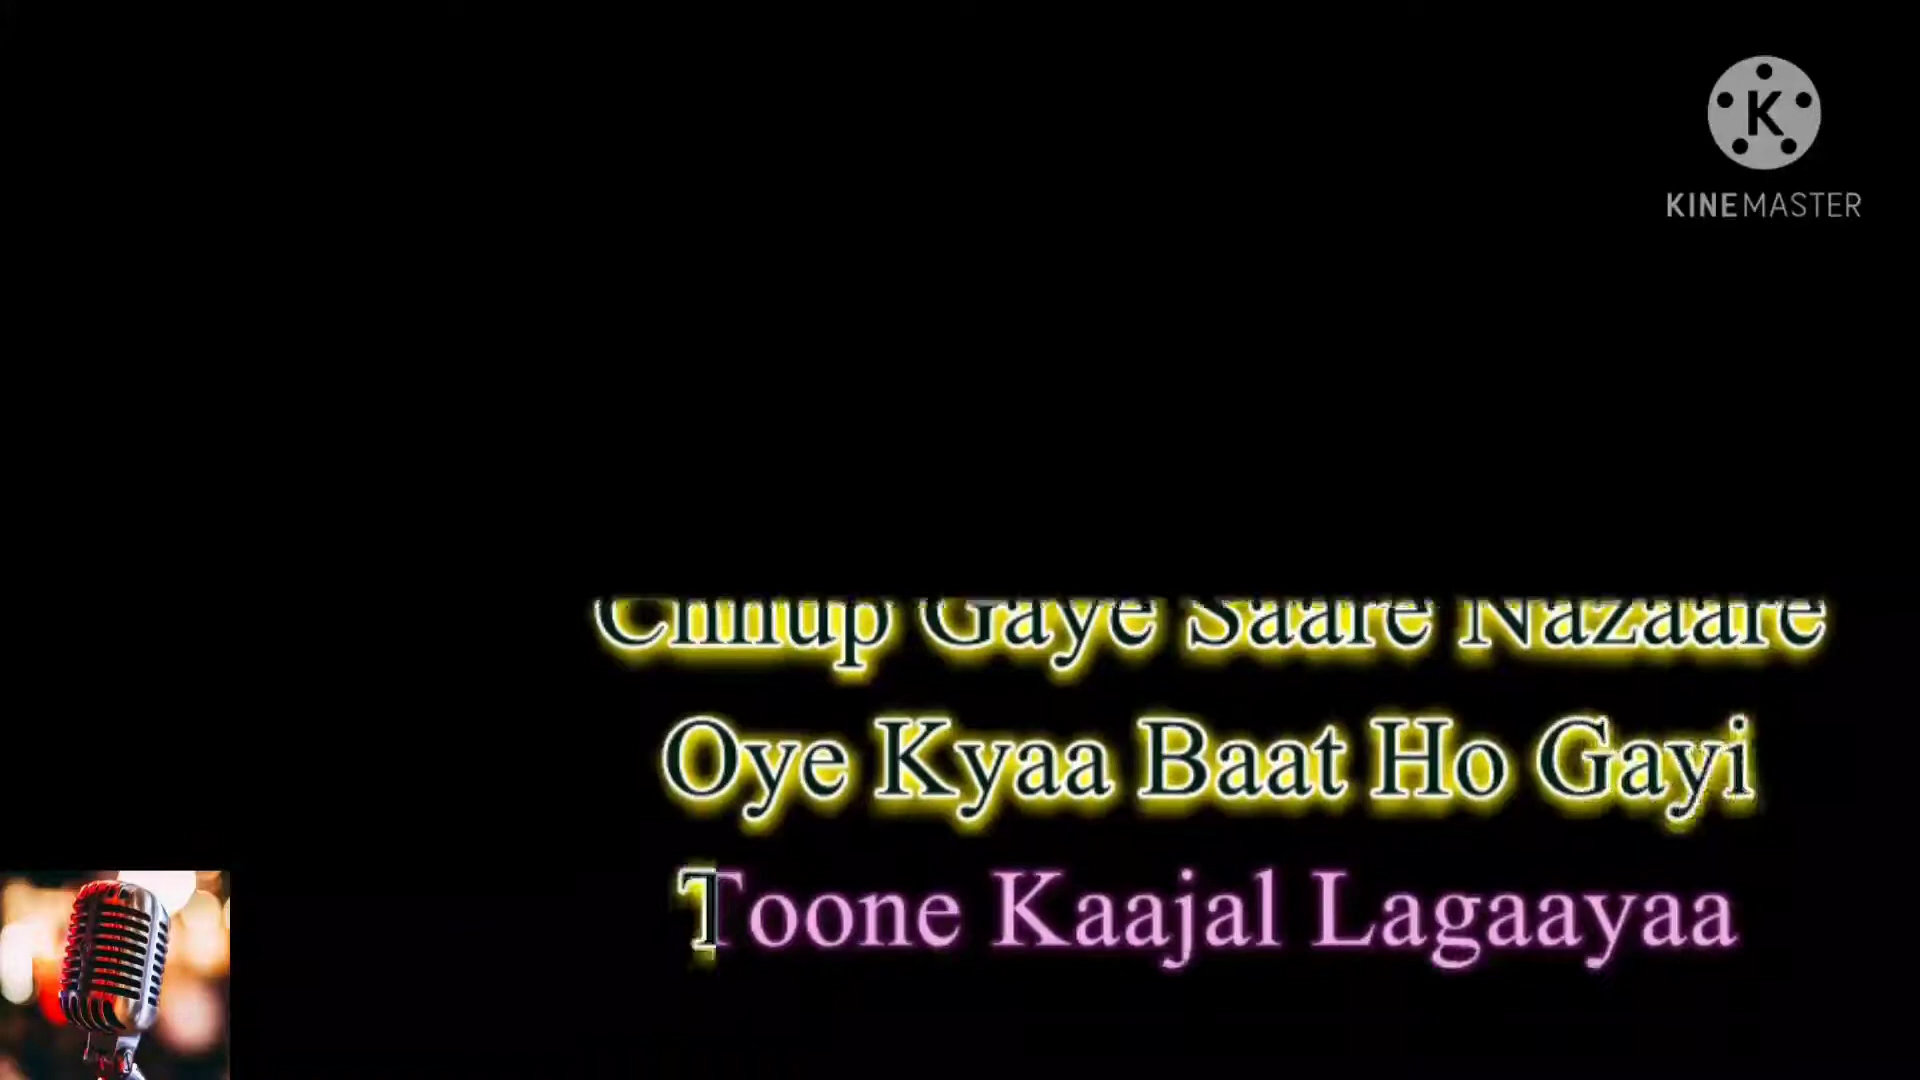 K
KINEMASTER
Chhup Gaye Saare Nazaare
Oye Kyaa Baat Ho Gayi
Toone Kaajal Lagaayaa